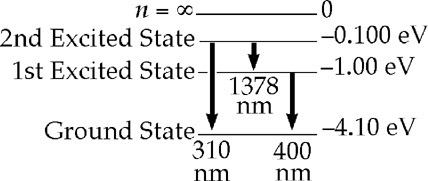 n = ∞ 0
2nd Excited State –0.100 eV
1st Excited State –1.00 eV
1378
nm
Ground State –4.10 eV
310 400
nm nm